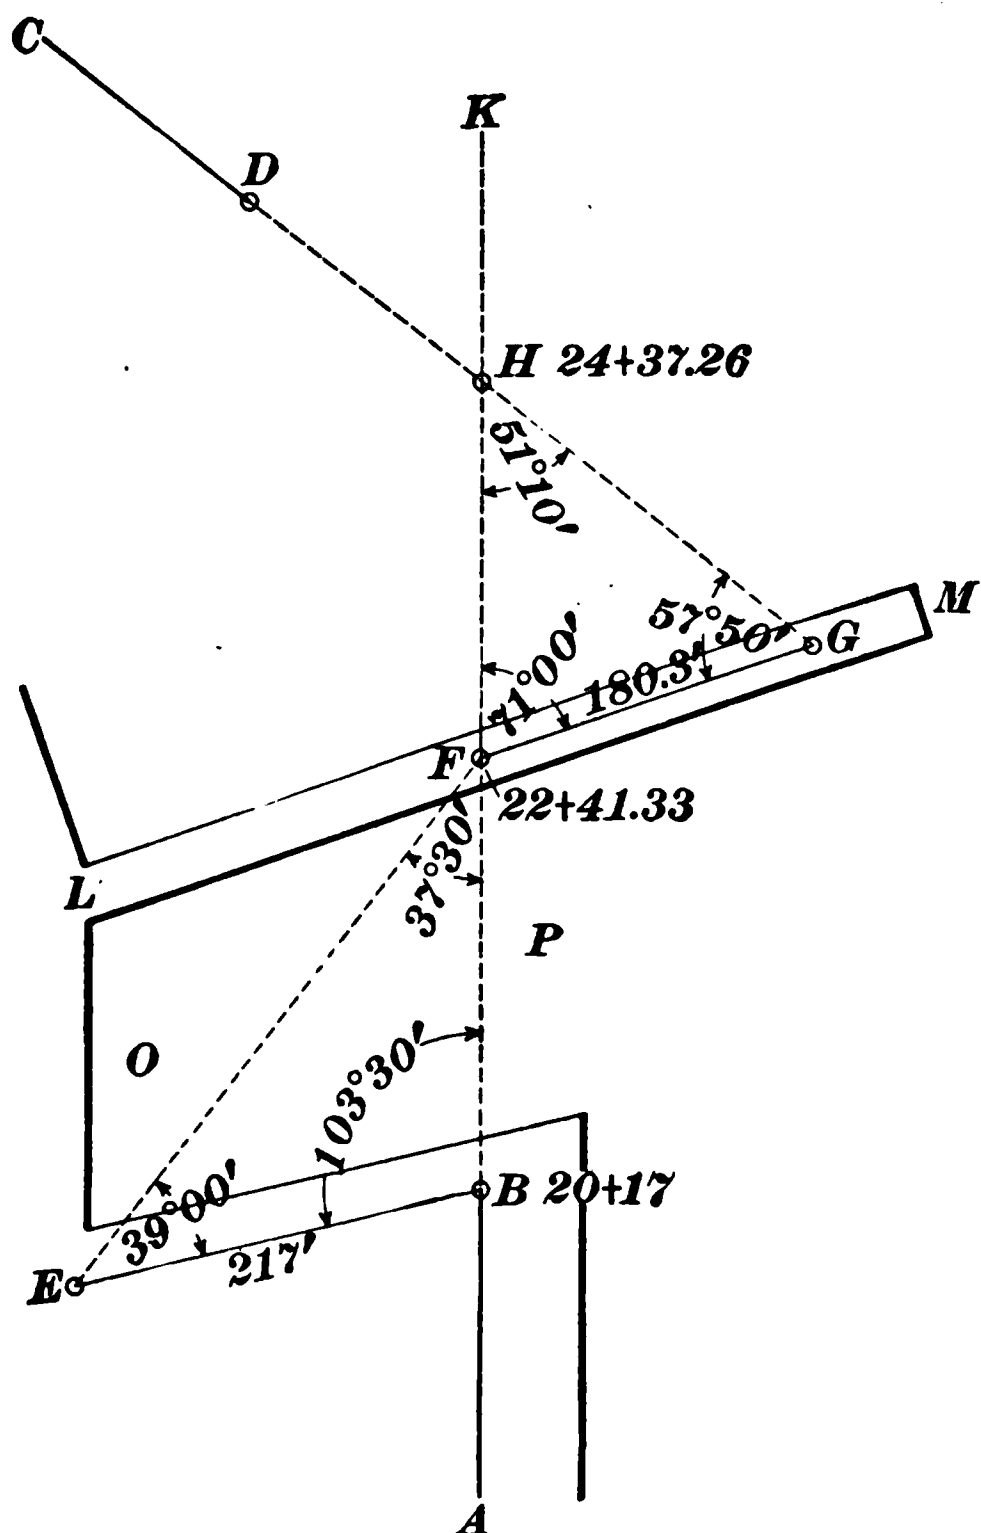 C
K
D
H 24+37.26
51°10'
M
57°50'
G
71°00'
180.3'
F
22+41.33
L
37°30'
P
O
103°30'
39°00'
B 20+17
217'
E
A